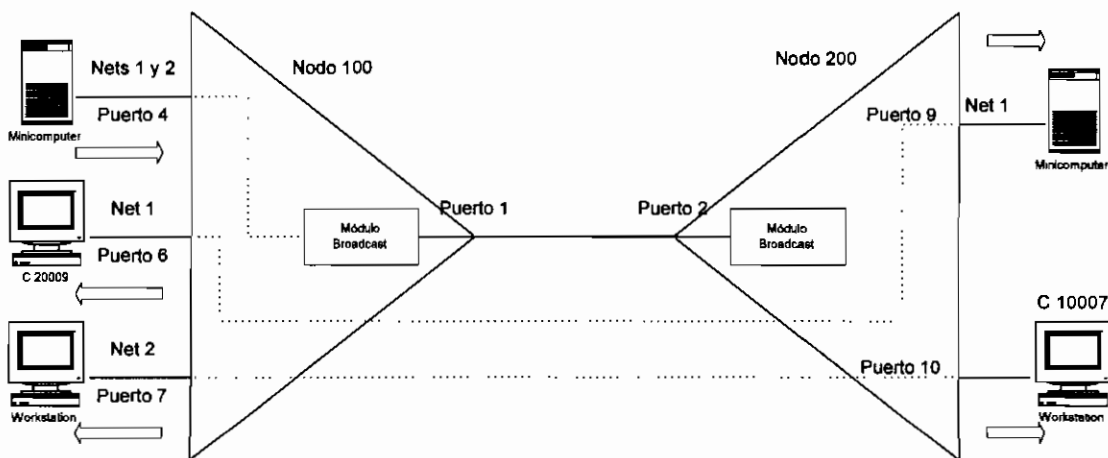 Nets 1 y 2
Puerto 4
Minicomputer
Net 1
Puerto 6
C 20009
Net 2
Puerto 7
Workstation
Nodo 100
Módulo
Broadcast
Puerto 1
Puerto 2
Módulo
Broadcast
Nodo 200
Puerto 9
Net 1
Minicomputer
C 10007
Puerto 10
Workstation